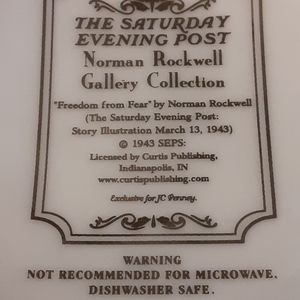 THE SATURDAY
EVENING POST
Norman Rockwell
Gallery Collection
"Freedom from Fear" by Norman Rockwell
(The Saturday Evening Post:
Story Illustration March 13, 1943)
© 1943 SEPS:
Licensed by Curtis Publishing,
Indianapolis, IN
www.curtispublishing.com
Exclusive for JC Penney.
WARNING
NOT RECOMMENDED FOR MICROWAVE.
DISHWASHER SAFE.